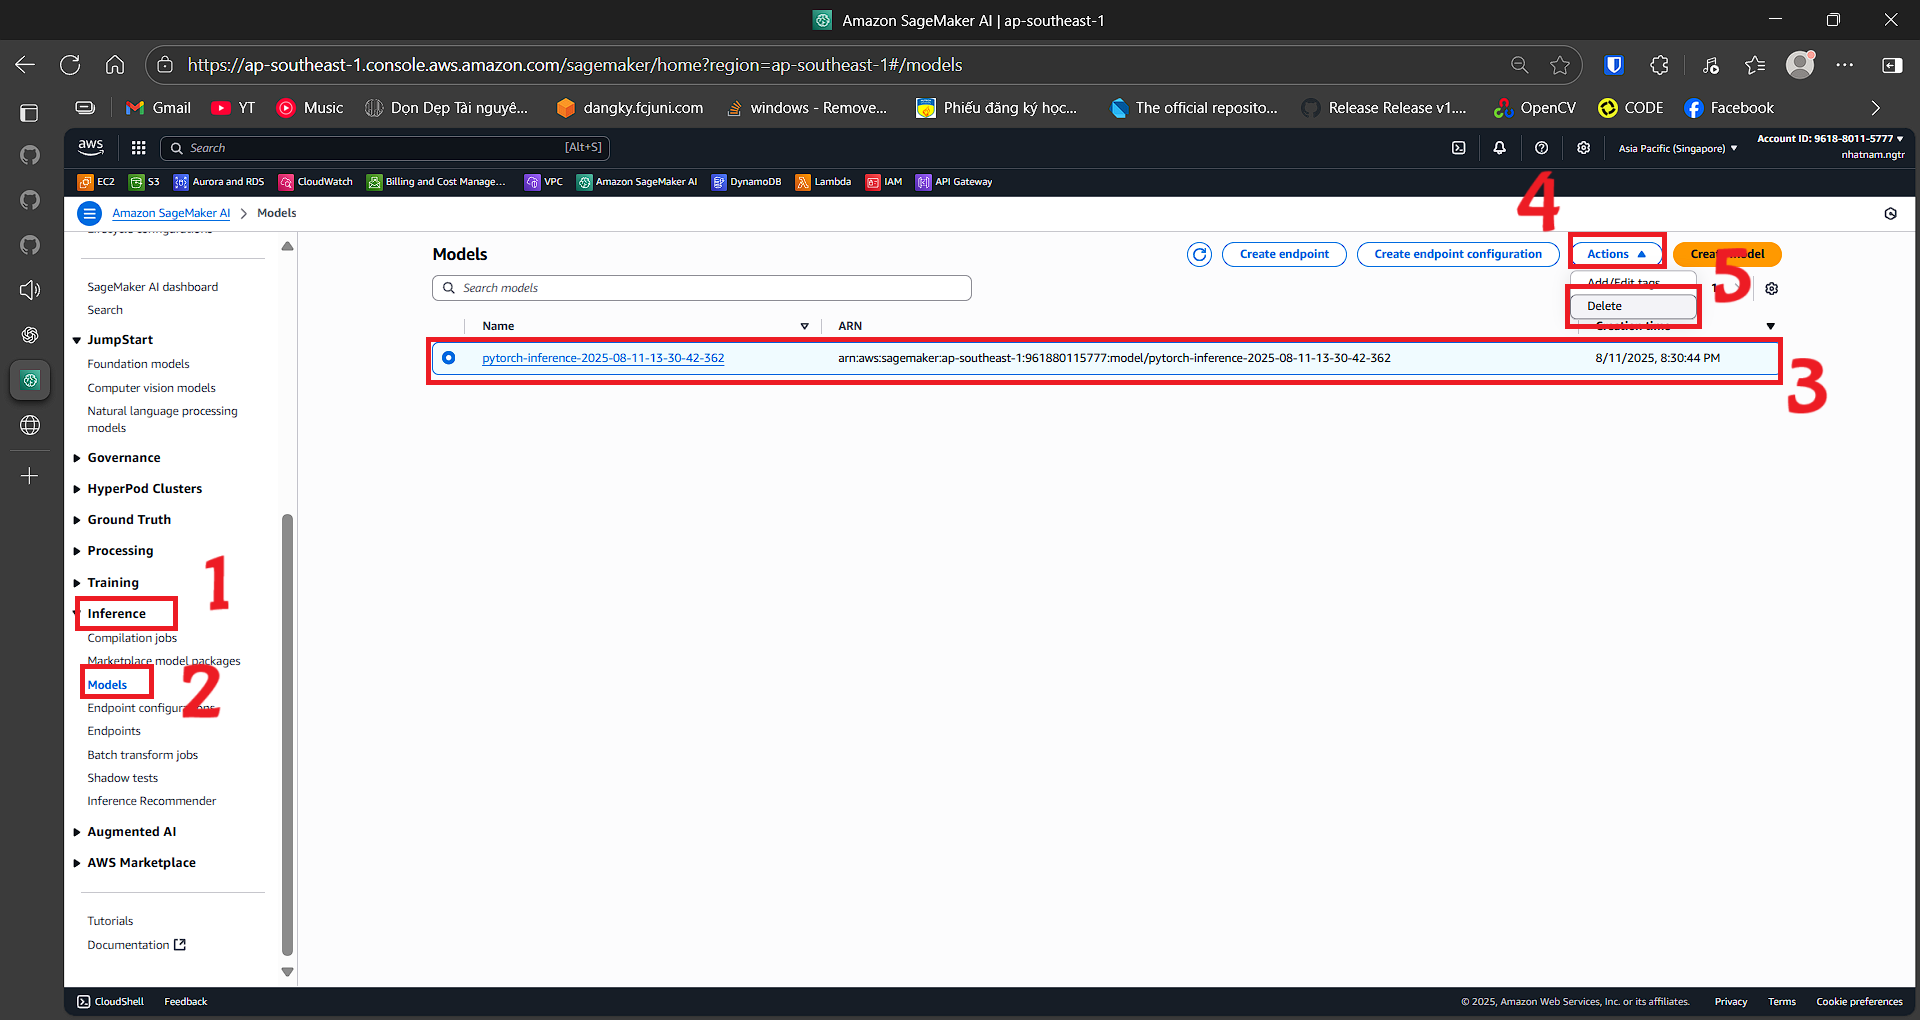 Amazon SageMaker AI | ap-southeast-1
https://ap-southeast-1.console.aws.amazon.com/sagemaker/home?region=ap-southeast-1#/models
Gmail
YT
Music
Dọn Dẹp Tài nguyê...
dangky.fcjuni.com
windows - Remove...
Phiếu đăng ký học...
The official reposito...
Release Release v1....
OpenCV
CODE
Facebook
aws
Search
[Alt+S]
Asia Pacific (Singapore)
Account ID: 9618-8011-5777
nhatnam.ngtr
EC2
S3
Aurora and RDS
CloudWatch
Billing and Cost Manage...
VPC
Amazon SageMaker AI
DynamoDB
Lambda
IAM
API Gateway
Amazon SageMaker AI
Models
Lifecycle configurations
SageMaker AI dashboard
Search
JumpStart
Foundation models
Computer vision models
Natural language processing
models
Governance
HyperPod Clusters
Ground Truth
Processing
Training
1
Inference
Compilation jobs
Marketplace model packages
Models
2
Endpoint configurations
Endpoints
Batch transform jobs
Shadow tests
Inference Recommender
Augmented AI
AWS Marketplace
Tutorials
Documentation
Models
Create endpoint
Create endpoint configuration
4
Actions
Create model
5
Add/Edit tags
Delete
1
Search models
Name
ARN
Creation time
pytorch-inference-2025-08-11-13-30-42-362
arn:aws:sagemaker:ap-southeast-1:961880115777:model/pytorch-inference-2025-08-11-13-30-42-362
8/11/2025, 8:30:44 PM
3
CloudShell
Feedback
© 2025, Amazon Web Services, Inc. or its affiliates.
Privacy
Terms
Cookie preferences